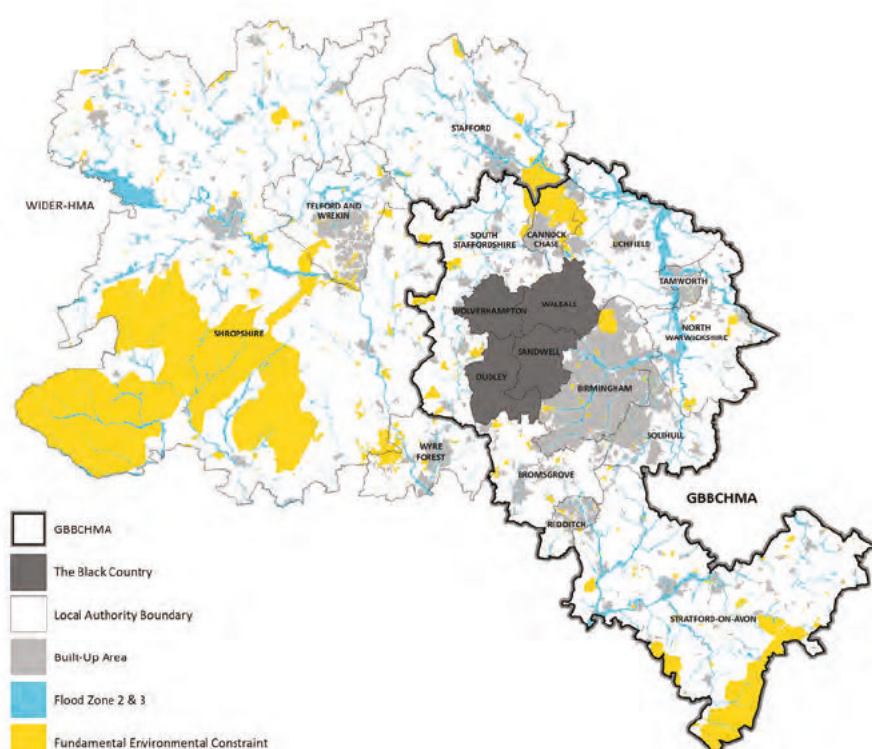 STAFFORD
WIDER-HMA
TELFORD AND
WREKIN
SOUTH
STAFFORDSHIRE
CANNOCK
CHASE
LICHFIELD
TAMWORTH
WOLVERHAMPTON
WALSALL
NORTH
WARWICKSHIRE
SHROPSHIRE
SANDWELL
DUDLEY
BIRMINGHAM
SOLIHULL
WYRE
FOREST
BROMSGROVE
GBBCHMA
REDDITCH
STRATFORD-ON-AVON
GBBCHMA
The Black Country
Local Authority Boundary
Built-Up Area
Flood Zone 2 & 3
Fundamental Environmental Constraint